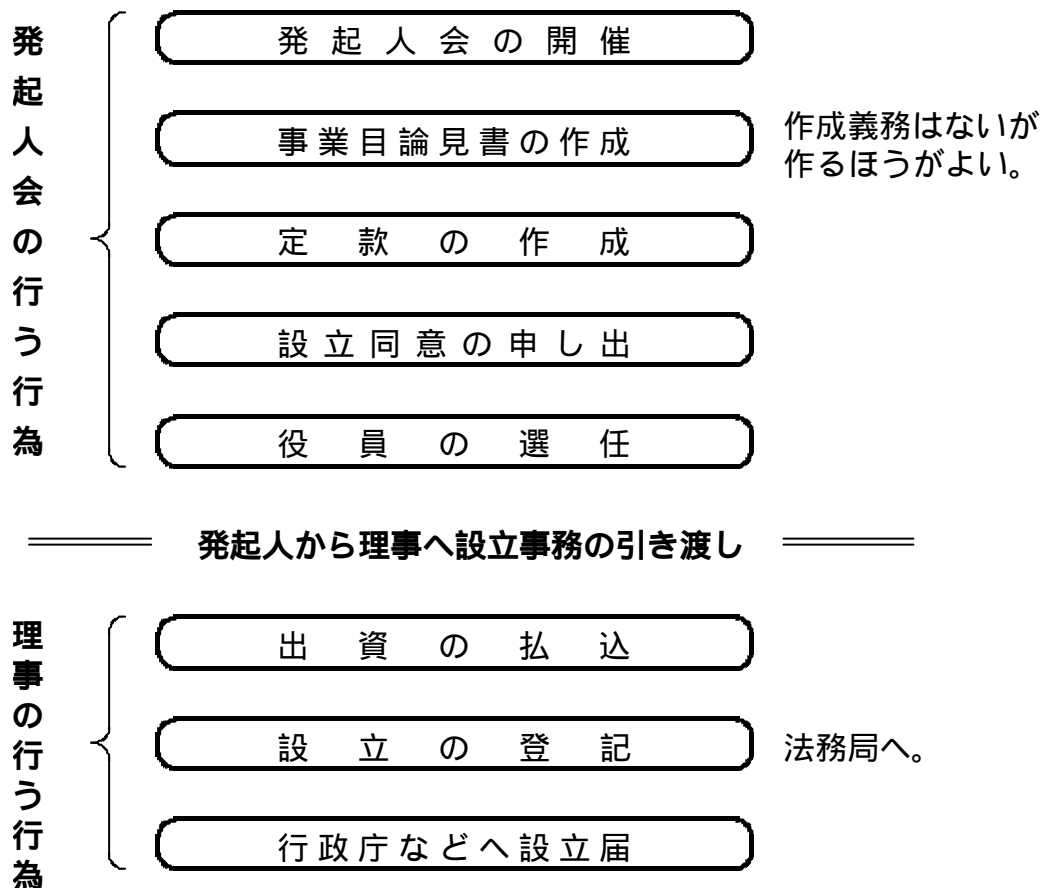 発起人会の行う行為
発起人会の開催
事業目論見書の作成
作成義務はないが
作るほうがよい。
定款の作成
設立同意の申し出
役員の選任
発起人から理事へ設立事務の引き渡し
理事の行う行為
出資の払込
設立の登記
法務局へ。
行政庁などへ設立届